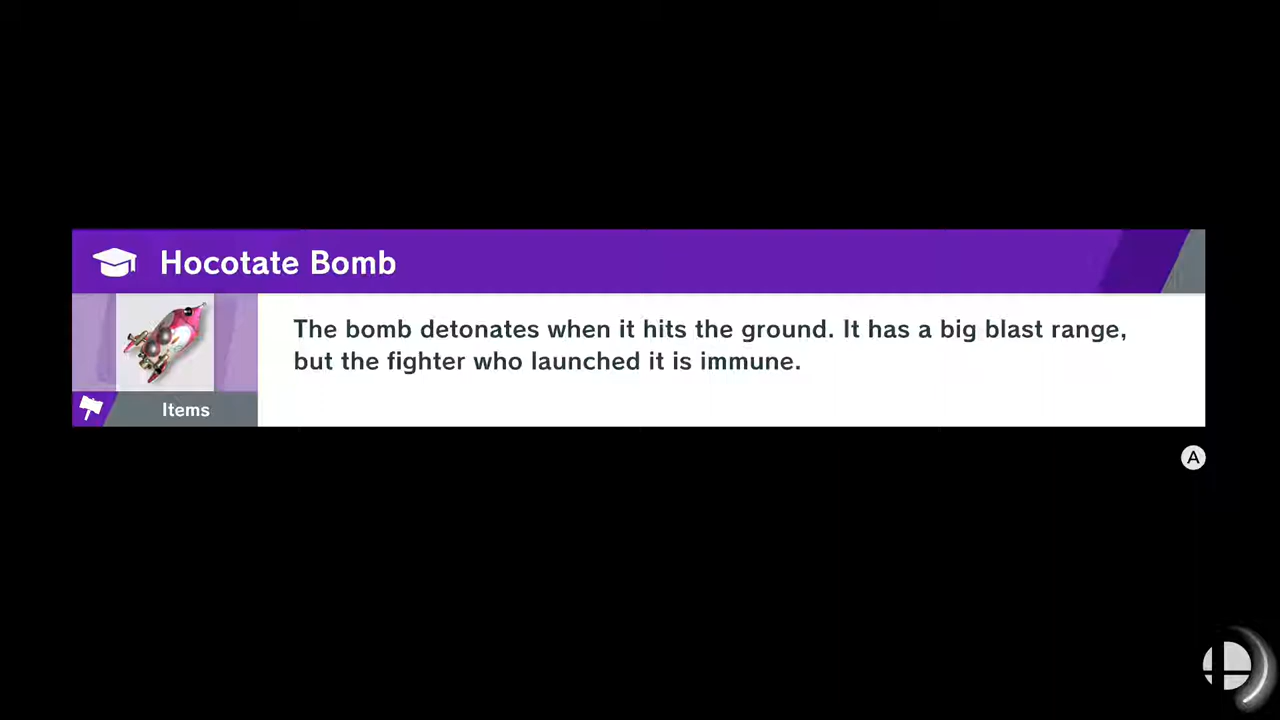 Hocotate Bomb
The bomb detonates when it hits the ground. It has a big blast range,
but the fighter who launched it is immune.
Items
A